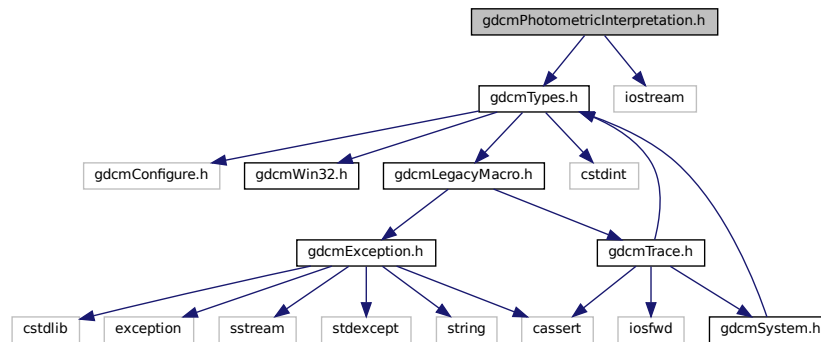 gdcmPhotometricInterpretation.h
gdcmTypes.h
iostream
gdcmConfigure.h
gdcmWin32.h
gdcmLegacyMacro.h
cstdint
gdcmException.h
gdcmTrace.h
cstdlib
exception
sstream
stdexcept
string
cassert
iosfwd
gdcmSystem.h